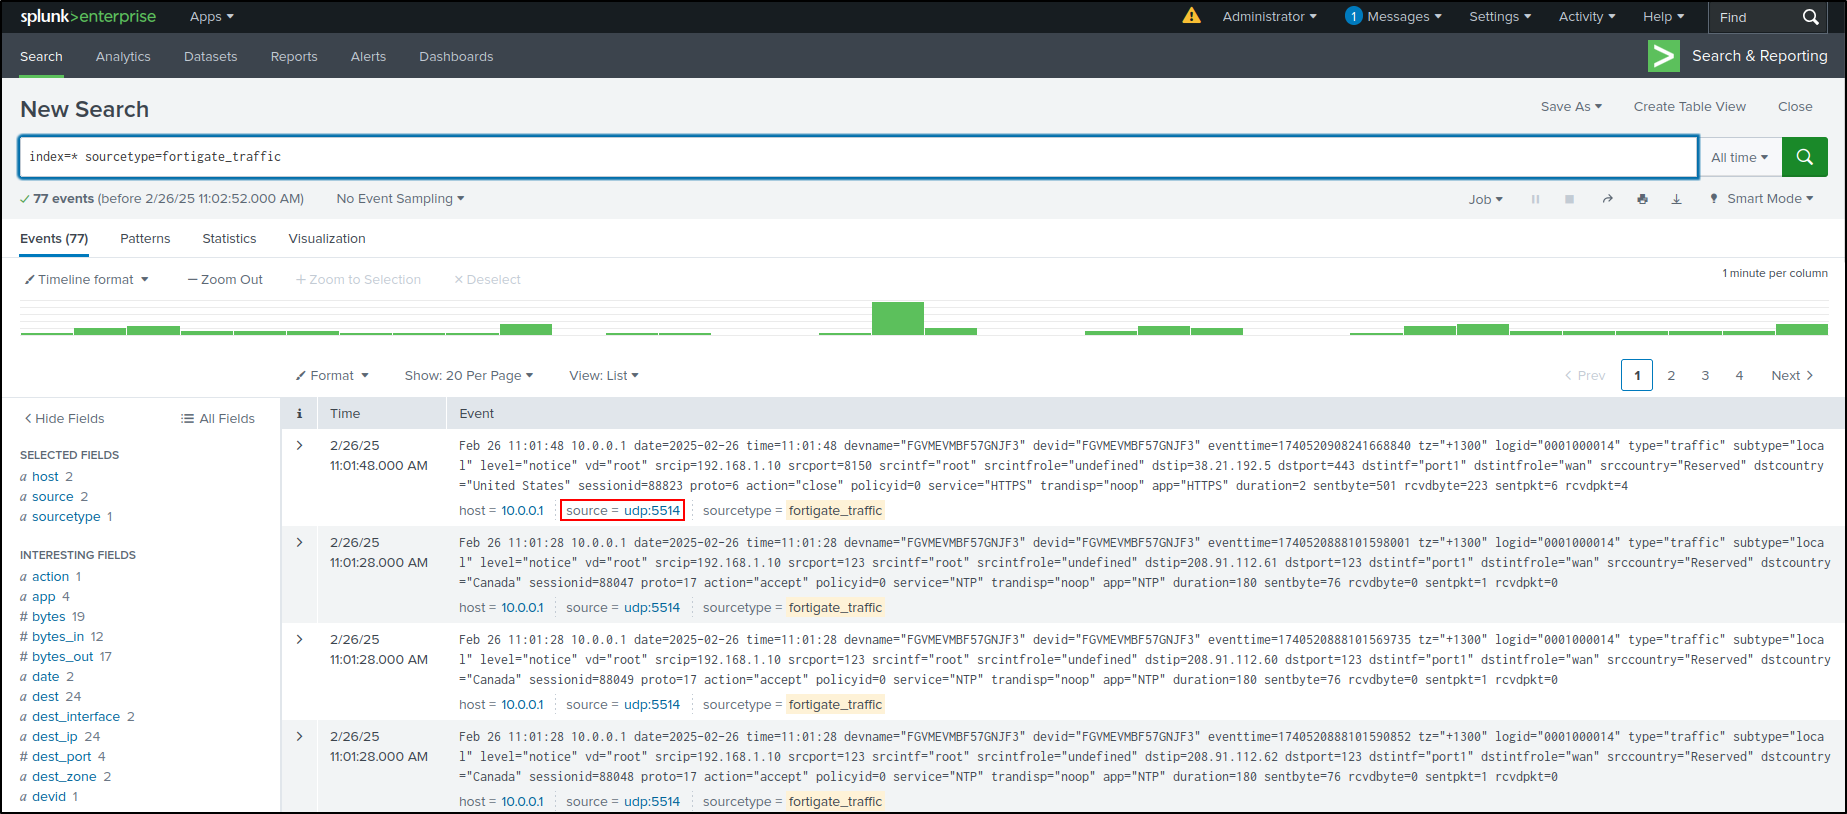 splunk>enterprise Apps Administrator 1 Messages Settings Activity Help Find
Search Analytics Datasets Reports Alerts Dashboards Search & Reporting
New Search Save As Create Table View Close
index=* sourcetype=fortigate_traffic All time
77 events (before 2/26/25 11:02:52.000 AM) No Event Sampling Job Smart Mode
Events (77) Patterns Statistics Visualization
Timeline format — Zoom Out + Zoom to Selection × Deselect 1 minute per column
Format Show: 20 Per Page View: List < Prev 1 2 3 4 Next >
< Hide Fields All Fields
i Time Event
SELECTED FIELDS
a host 2
a source 2
a sourcetype 1
INTERESTING FIELDS
a action 1
a app 4
# bytes 19
# bytes_in 12
# bytes_out 17
a date 2
a dest 24
a dest_interface 2
a dest_ip 24
# dest_port 4
a dest_zone 2
a devid 1
2/26/25
11:01:48.000 AM
Feb 26 11:01:48 10.0.0.1 date=2025-02-26 time=11:01:48 devname="FGVMEVMBF57GNJF3" devid="FGVMEVMBF57GNJF3" eventtime=1740520908241668840 tz="+1300" logid="0001000014" type="traffic" subtype="loca
l" level="notice" vd="root" srcip=192.168.1.10 srcport=8150 srcintf="root" srcintfrole="undefined" dstip=38.21.192.5 dstport=443 dstintf="port1" dstintfrole="wan" srccountry="Reserved" dstcountry
="United States" sessionid=88823 proto=6 action="close" policyid=0 service="HTTPS" trandisp="noop" app="HTTPS" duration=2 sentbyte=501 rcvdbyte=223 sentpkt=6 rcvdpkt=4
host = 10.0.0.1 source = udp:5514 sourcetype = fortigate_traffic
2/26/25
11:01:28.000 AM
Feb 26 11:01:28 10.0.0.1 date=2025-02-26 time=11:01:28 devname="FGVMEVMBF57GNJF3" devid="FGVMEVMBF57GNJF3" eventtime=1740520888101598001 tz="+1300" logid="0001000014" type="traffic" subtype="loca
l" level="notice" vd="root" srcip=192.168.1.10 srcport=123 srcintf="root" srcintfrole="undefined" dstip=208.91.112.61 dstport=123 dstintf="port1" dstintfrole="wan" srccountry="Reserved" dstcountry
="Canada" sessionid=88047 proto=17 action="accept" policyid=0 service="NTP" trandisp="noop" app="NTP" duration=180 sentbyte=76 rcvdbyte=0 sentpkt=1 rcvdpkt=0
host = 10.0.0.1 source = udp:5514 sourcetype = fortigate_traffic
2/26/25
11:01:28.000 AM
Feb 26 11:01:28 10.0.0.1 date=2025-02-26 time=11:01:28 devname="FGVMEVMBF57GNJF3" devid="FGVMEVMBF57GNJF3" eventtime=1740520888101569735 tz="+1300" logid="0001000014" type="traffic" subtype="loca
l" level="notice" vd="root" srcip=192.168.1.10 srcport=123 srcintf="root" srcintfrole="undefined" dstip=208.91.112.60 dstport=123 dstintf="port1" dstintfrole="wan" srccountry="Reserved" dstcountry
="Canada" sessionid=88049 proto=17 action="accept" policyid=0 service="NTP" trandisp="noop" app="NTP" duration=180 sentbyte=76 rcvdbyte=0 sentpkt=1 rcvdpkt=0
host = 10.0.0.1 source = udp:5514 sourcetype = fortigate_traffic
2/26/25
11:01:28.000 AM
Feb 26 11:01:28 10.0.0.1 date=2025-02-26 time=11:01:28 devname="FGVMEVMBF57GNJF3" devid="FGVMEVMBF57GNJF3" eventtime=1740520888101590852 tz="+1300" logid="0001000014" type="traffic" subtype="loca
l" level="notice" vd="root" srcip=192.168.1.10 srcport=123 srcintf="root" srcintfrole="undefined" dstip=208.91.112.62 dstport=123 dstintf="port1" dstintfrole="wan" srccountry="Reserved" dstcountry
="Canada" sessionid=88048 proto=17 action="accept" policyid=0 service="NTP" trandisp="noop" app="NTP" duration=180 sentbyte=76 rcvdbyte=0 sentpkt=1 rcvdpkt=0
host = 10.0.0.1 source = udp:5514 sourcetype = fortigate_traffic